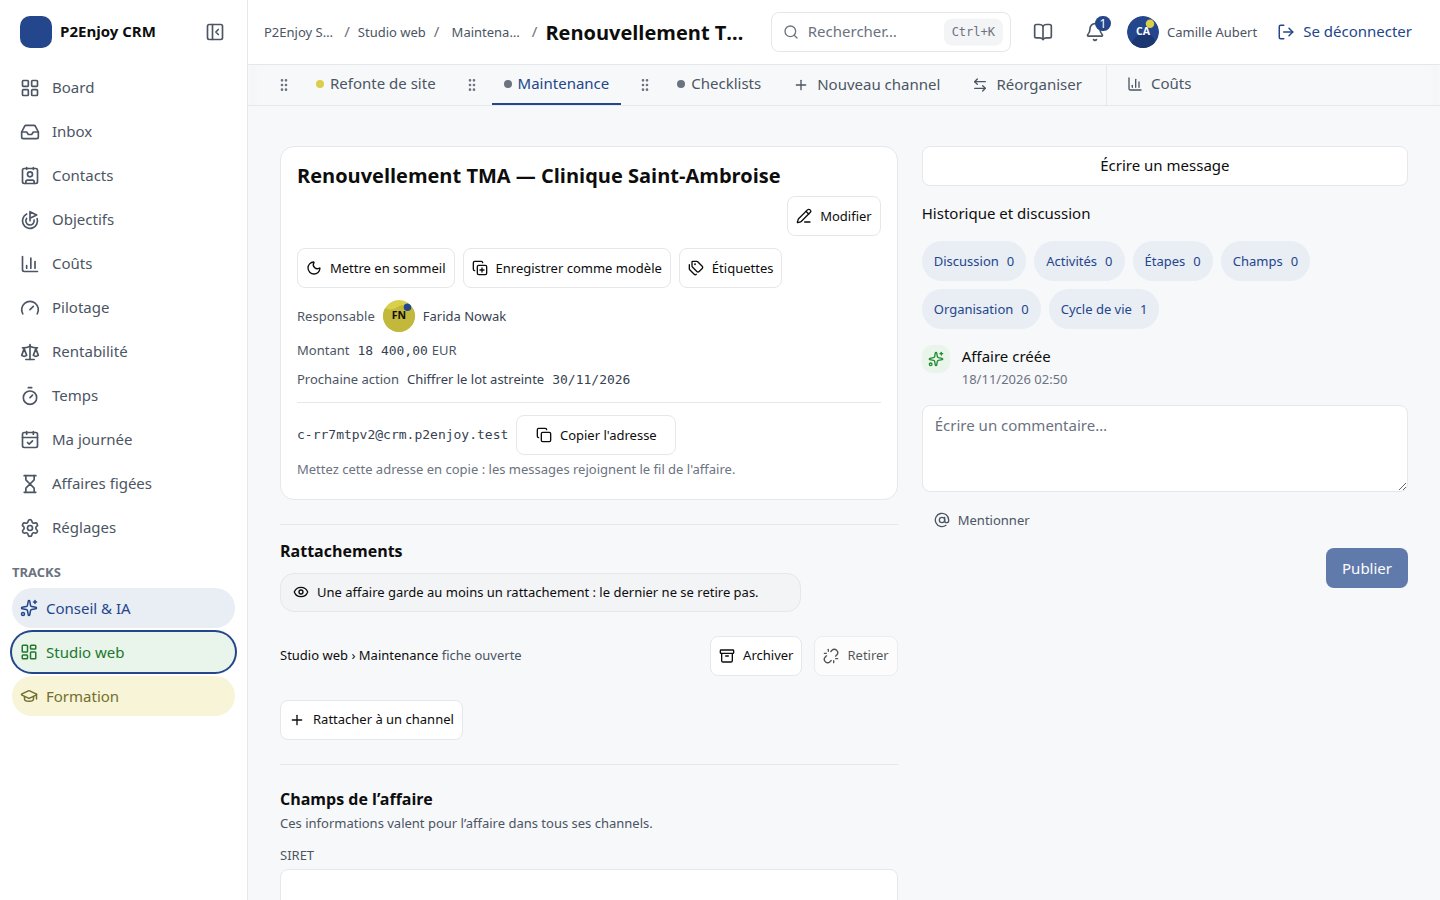 P2Enjoy CRM
Board
Inbox
Contacts
Objectifs
Coûts
Pilotage
Rentabilité
Temps
Ma journée
Affaires figées
Réglages
TRACKS
Conseil & IA
Studio web
Formation
P2Enjoy S... / Studio web / Maintena... / Renouvellement T...
Rechercher... Ctrl+K
1
CA Camille Aubert
Se déconnecter
Refonte de site
Maintenance
Checklists
Nouveau channel
Réorganiser
Coûts
Renouvellement TMA — Clinique Saint-Ambroise
Modifier
Mettre en sommeil
Enregistrer comme modèle
Étiquettes
Responsable FN Farida Nowak
Montant 18 400,00 EUR
Prochaine action Chiffrer le lot astreinte 30/11/2026
c-rr7mtpv2@crm.p2enjoy.test Copier l'adresse
Mettez cette adresse en copie : les messages rejoignent le fil de l'affaire.
Rattachements
Une affaire garde au moins un rattachement : le dernier ne se retire pas.
Studio web › Maintenance fiche ouverte
Archiver
Retirer
Rattacher à un channel
Champs de l’affaire
Ces informations valent pour l’affaire dans tous ses channels.
SIRET
Écrire un message
Historique et discussion
Discussion 0
Activités 0
Étapes 0
Champs 0
Organisation 0
Cycle de vie 1
Affaire créée
18/11/2026 02:50
Écrire un commentaire...
Mentionner
Publier